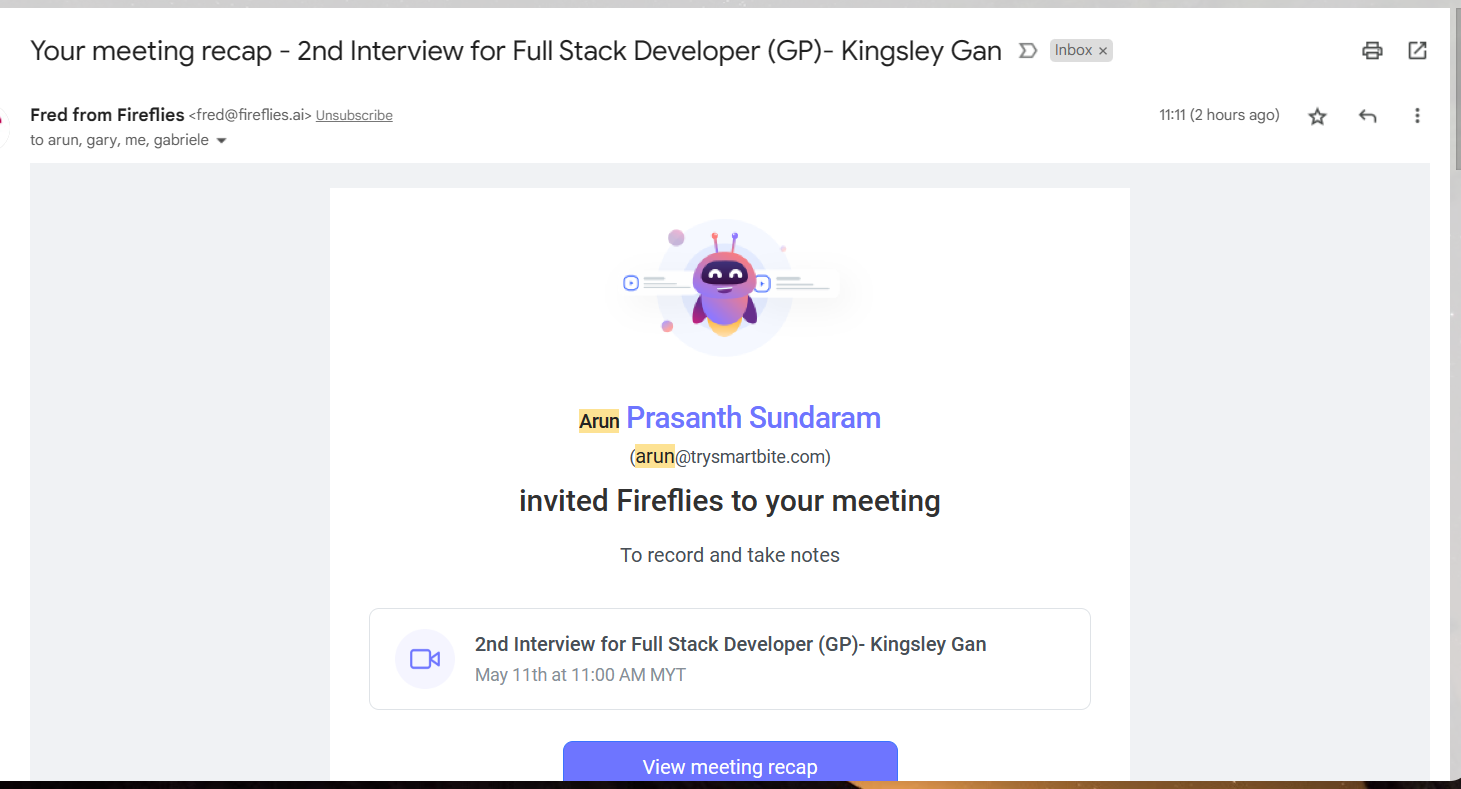 Your meeting recap - 2nd Interview for Full Stack Developer (GP)- Kingsley Gan
Inbox ×
Fred from Fireflies <fred@fireflies.ai> Unsubscribe
11:11 (2 hours ago)
to arun, gary, me, gabriele
Arun Prasanth Sundaram
(arun@trysmartbite.com)
invited Fireflies to your meeting
To record and take notes
2nd Interview for Full Stack Developer (GP)- Kingsley Gan
May 11th at 11:00 AM MYT
View meeting recap